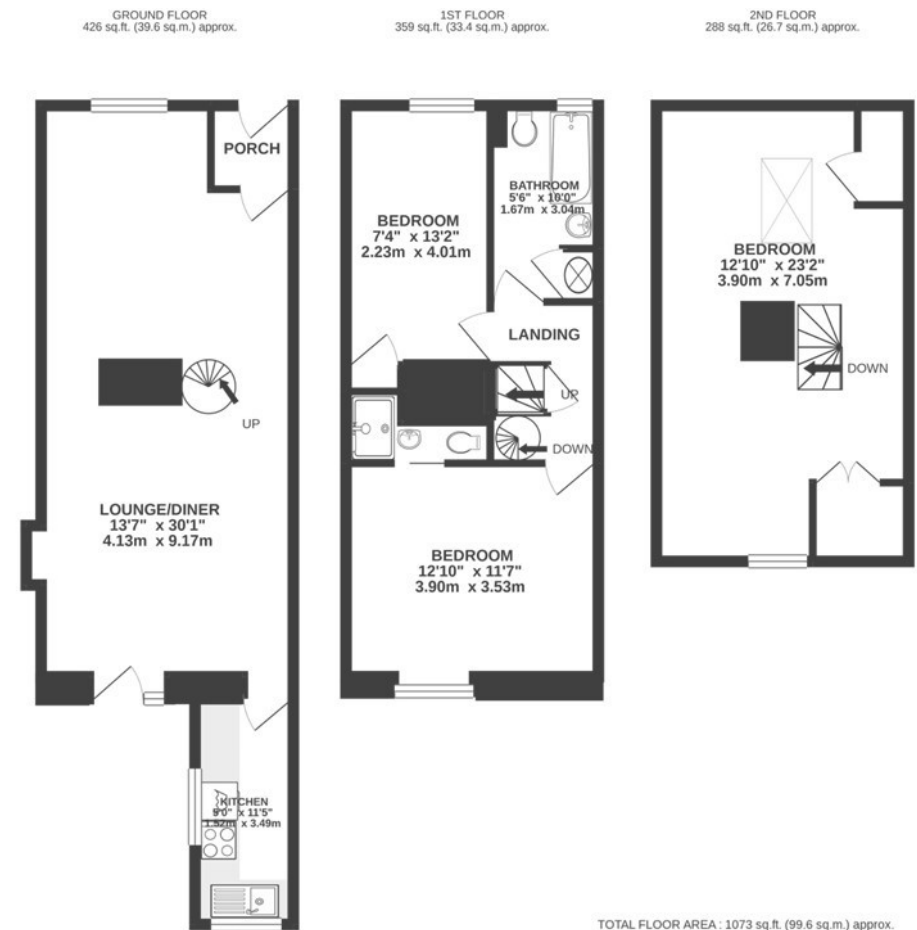 GROUND FLOOR
426 sq.ft. (39.6 sq.m.) approx.
1ST FLOOR
359 sq.ft. (33.4 sq.m.) approx.
2ND FLOOR
288 sq.ft. (26.7 sq.m.) approx.
PORCH
UP
LOUNGE/DINER
13'7" x 30'1"
4.13m x 9.17m
KITCHEN
5'0" x 11'5"
1.52m x 3.49m
BEDROOM
7'4" x 13'2"
2.23m x 4.01m
BATHROOM
5'6" x 10'0"
1.67m x 3.04m
LANDING
UP
DOWN
BEDROOM
12'10" x 11'7"
3.90m x 3.53m
BEDROOM
12'10" x 23'2"
3.90m x 7.05m
DOWN
TOTAL FLOOR AREA : 1073 sq.ft. (99.6 sq.m.) approx.